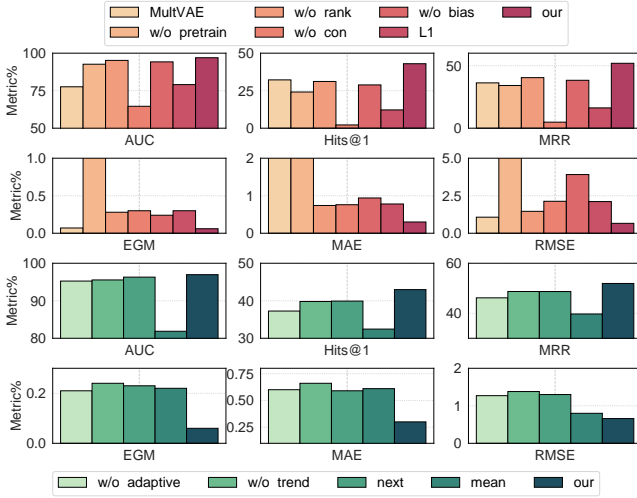 MultVAE w/o rank w/o bias our
w/o pretrain w/o con L1
Metric%
100
75
50
AUC
50
25
0
Hits@1
50
0
MRR
Metric%
1.0
0.5
0.0
EGM
2
1
0
MAE
5.0
2.5
0.0
RMSE
Metric%
100
90
80
AUC
50
40
30
Hits@1
60
40
MRR
Metric%
0.2
0.0
EGM
0.75
0.50
0.25
MAE
2
1
0
RMSE
w/o adaptive w/o trend next mean our